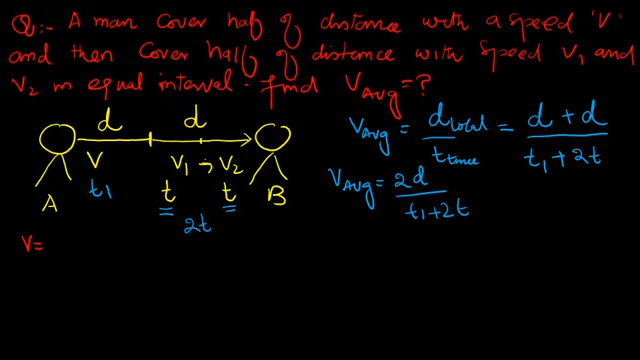 Q:- A man Cover half of distance with a speed 'V'
and then Cover half of distance with Speed V1 and
V2 in equal interval. find VAvg = ?
d d
V V1 → V2
t1 t t
A 2t B
VAvg = dtotal / ttime = d + d / t1 + 2t
VAvg = 2d / t1 + 2t
V=